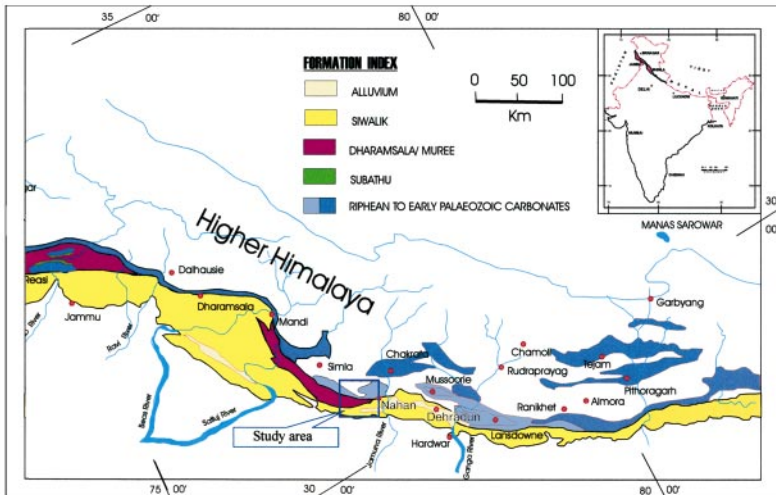 35 00'
80 00'
FORMATION INDEX
ALLUVIUM
SIWALIK
DHARAMSALA/ MUREE
SUBATHU
RIPHEAN TO EARLY PALAEOZOIC CARBONATES
0 50 100
Km
MANAS SAROWAR
30 00'
Higher Himalaya
Dalhausie
Reasi
Jammu
Ravi River
Dharamsala
Mandi
Simla
Chakrata
Mussoorie
Chamoli
Rudraprayag
Tejam
Garbyang
Pithoragarh
Almora
Ranikhet
Nahan
Dehradun
Lansdowne
Hardwar
Beas River
Satluj River
Jamuna River
Ganga River
Study area
75 00'
30 00'
80 00'